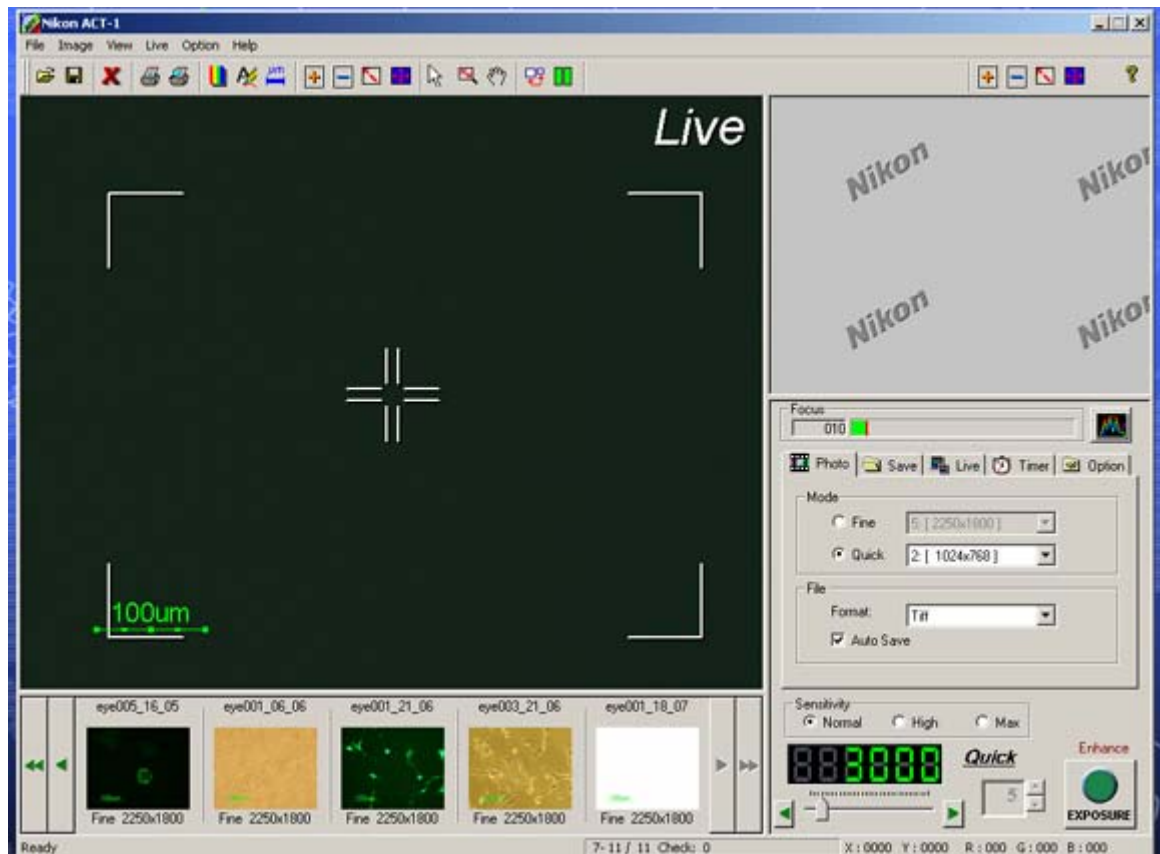 Nikon ACT-1
File Image View Live Option Help
Live
100um
Nikon Nikon
Nikon Nikon
Focus
010
Photo Save Live Timer Option
Mode
Fine 5: [ 2250x1800 ]
Quick 2: [ 1024x768 ]
File
Format: Tiff
Auto Save
eye005_16_05 eye001_06_06 eye001_21_06 eye003_21_06 eye001_18_07
Fine 2250x1800 Fine 2250x1800 Fine 2250x1800 Fine 2250x1800 Fine 2250x1800
Sensitivity
Normal High Max
3000 Quick Enhance
5
EXPOSURE
Ready 7- 11 / 11 Check: 0 X : 0000 Y : 0000 R : 000 G : 000 B : 000